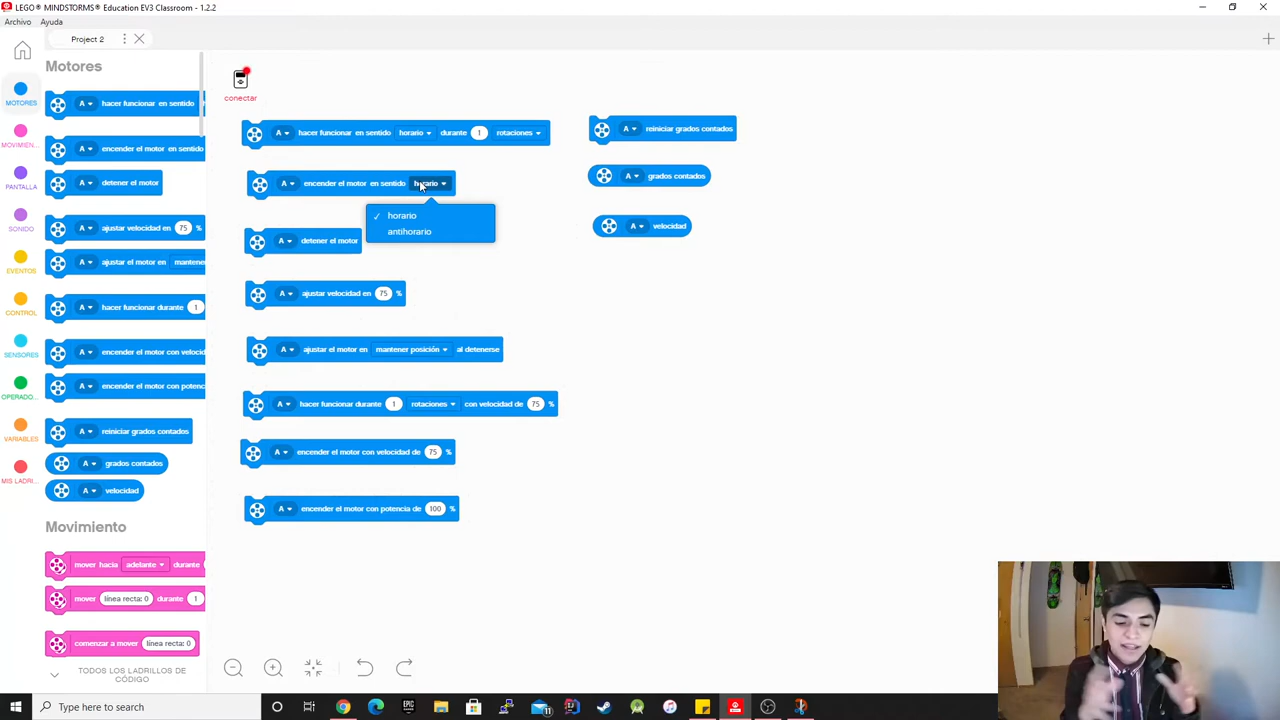 LEGO® MINDSTORMS® Education EV3 Classroom - 1.2.2
Archivo Ayuda
Project 2
MOTORES
MOVIMIEN...
PANTALLA
SONIDO
EVENTOS
CONTROL
SENSORES
OPERADO...
VARIABLES
MIS LADRIL...
Motores
A hacer funcionar en sentido
A encender el motor en sentido
A detener el motor
A ajustar velocidad en 75 %
A ajustar el motor en mantener
A hacer funcionar durante 1
A encender el motor con velocid
A encender el motor con potenc
A reiniciar grados contados
A grados contados
A velocidad
Movimiento
mover hacia adelante durante
mover línea recta: 0 durante 1
comenzar a mover línea recta: 0
TODOS LOS LADRILLOS DE
CÓDIGO
conectar
A hacer funcionar en sentido horario durante 1 rotaciones
A encender el motor en sentido horario
✓ horario
antihorario
A detener el motor
A ajustar velocidad en 75 %
A ajustar el motor en mantener posición al detenerse
A hacer funcionar durante 1 rotaciones con velocidad de 75 %
A encender el motor con velocidad de 75 %
A encender el motor con potencia de 100 %
A reiniciar grados contados
A grados contados
A velocidad
Type here to search
EPIC
GAMES
11